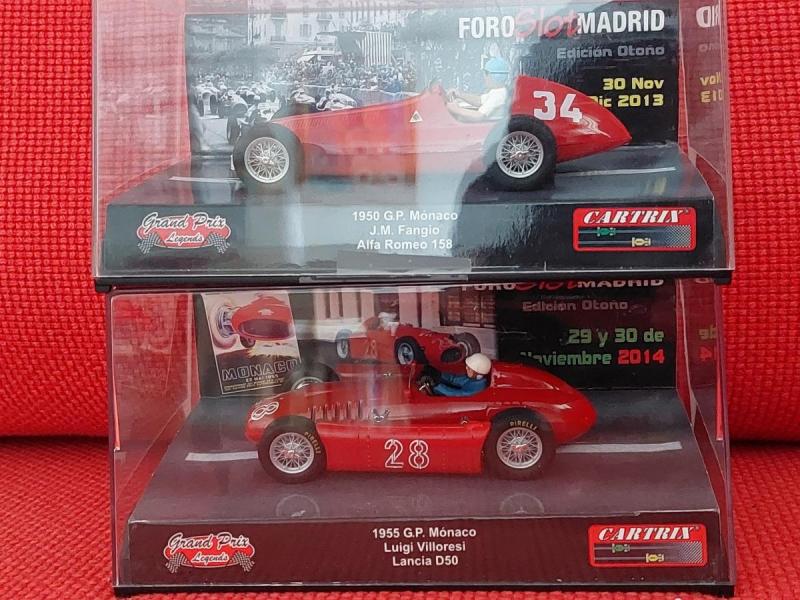 FOROSlotMADRID
Edición Otoño
30 Nov
Dic 2013
34
1950 G.P. Mónaco
J.M. Fangio
Alfa Romeo 158
Grand Prix
Legends
CARTRIX
FOROSlotMADRID
Edición Otoño
29 y 30 de
Noviembre 2014
MONACO
28
PIRELLI
PIRELLI
28
1955 G.P. Mónaco
Luigi Villoresi
Lancia D50
Grand Prix
Legends
CARTRIX